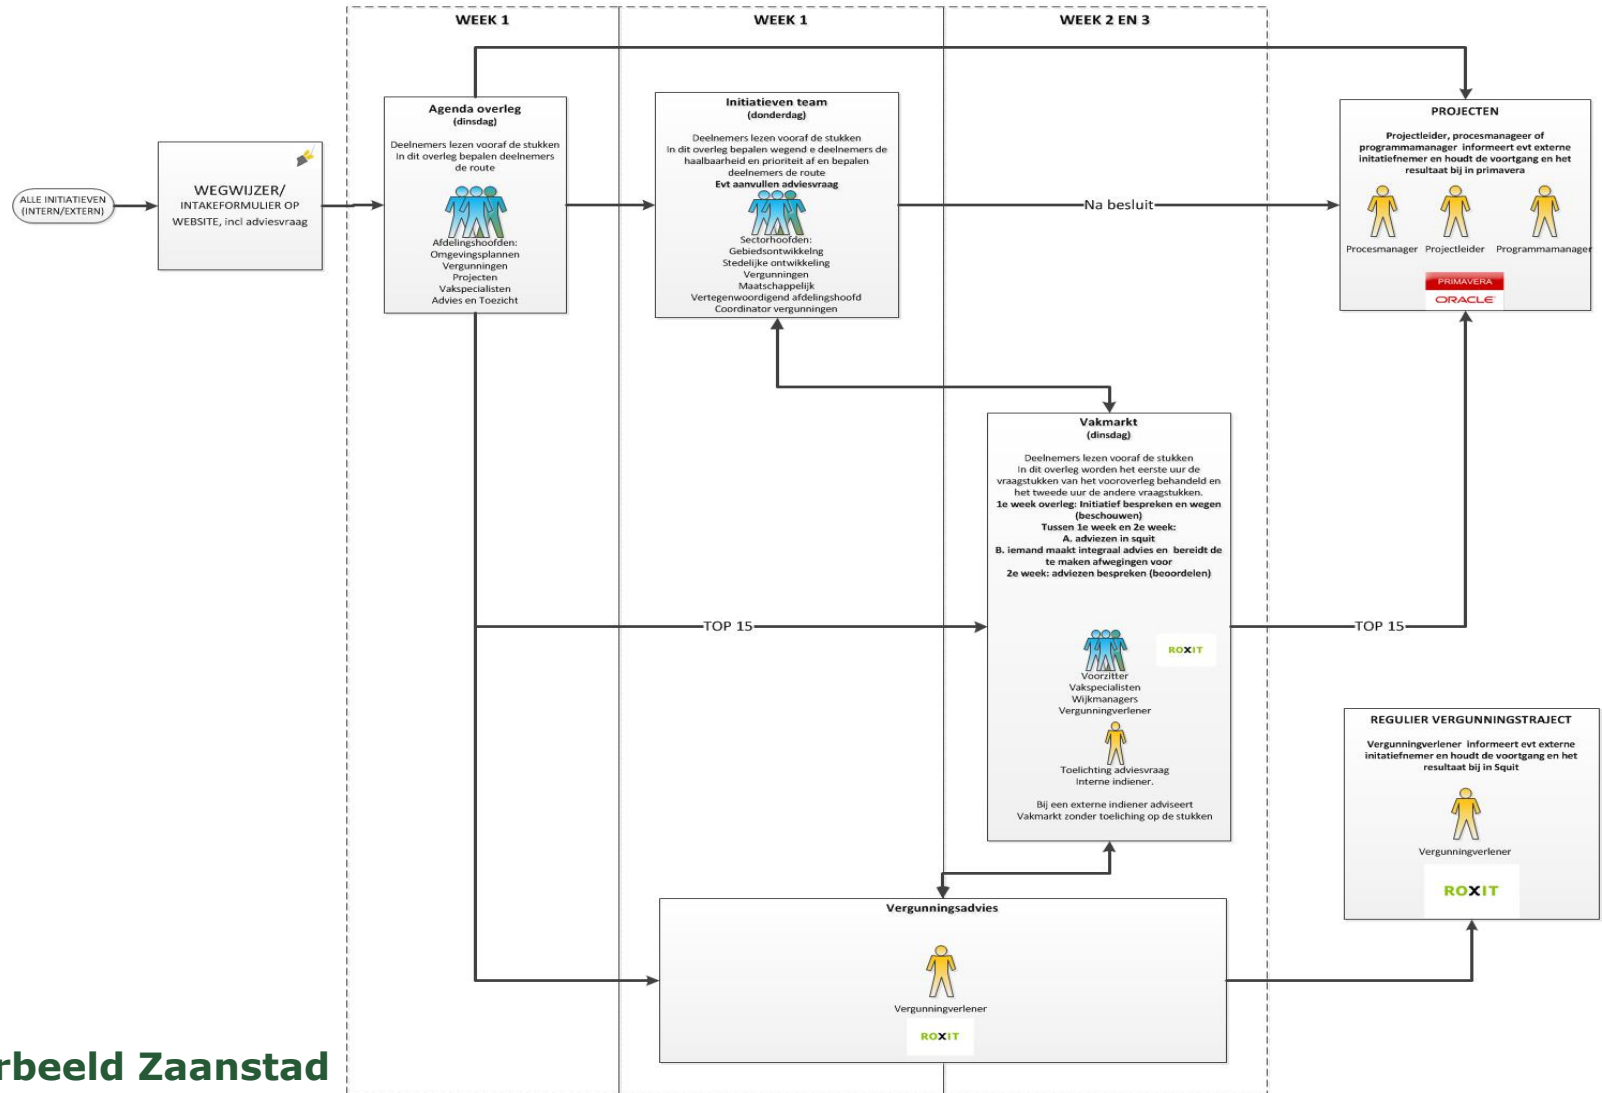 WEEK 1
WEEK 1
WEEK 2 EN 3
ALLE INITIATIEVEN
(INTERN/EXTERN)
WEGWIJZER/
INTAKEFORMULIER OP
WEBSITE, incl adviesvraag
Agenda overleg
(dinsdag)
Deelnemers lezen vooraf de stukken
In dit overleg bepalen deelnemers
de route
Afdelingshoofden:
Omgevingsplannen
Vergunningen
Projecten
Vakspecialisten
Advies en Toezicht
Initiatieven team
(donderdag)
Deelnemers lezen vooraf de stukken
In dit overleg bepalen wegend e deelnemers de
haalbaarheid en prioriteit af en bepalen
deelnemers de route
Evt aanvullen adviesvraag
Sectorhoofden:
Gebiedsontwikkelng
Stedelijke ontwikkeling
Vergunningen
Maatschappelijk
Vertegenwoordigend afdelingshoofd
Coordinator vergunningen
Na besluit
PROJECTEN
Projectleider, procesmanageer of
programmamanager informeert evt externe
initatiefnemer en houdt de voortgang en het
resultaat bij in primavera
Procesmanager
Projectleider
Programmamanager
PRIMAVERA
ORACLE
Vakmarkt
(dinsdag)
Deelnemers lezen vooraf de stukken
In dit overleg worden het eerste uur de
vraagstukken van het vooroverleg behandeld en
het tweede uur de andere vraagstukken.
1e week overleg: Initiatief bespreken en wegen
(beschouwen)
Tussen 1e week en 2e week:
A. adviezen in squit
B. iemand maakt integraal advies en bereidt de
te maken afwegingen voor
2e week: adviezen bespreken (beoordelen)
ROXIT
Voorzitter
Vakspecialisten
Wijkmanagers
Vergunningverlener
Toelichting adviesvraag
Interne indiener.
Bij een externe indiener adviseert
Vakmarkt zonder toeliching op de stukken
TOP 15
TOP 15
REGULIER VERGUNNINGSTRAJECT
Vergunningverlener informeert evt externe
initatiefnemer en houdt de voortgang en het
resultaat bij in Squit
Vergunningverlener
ROXIT
Vergunningsadvies
Vergunningverlener
ROXIT
rbeeld Zaanstad